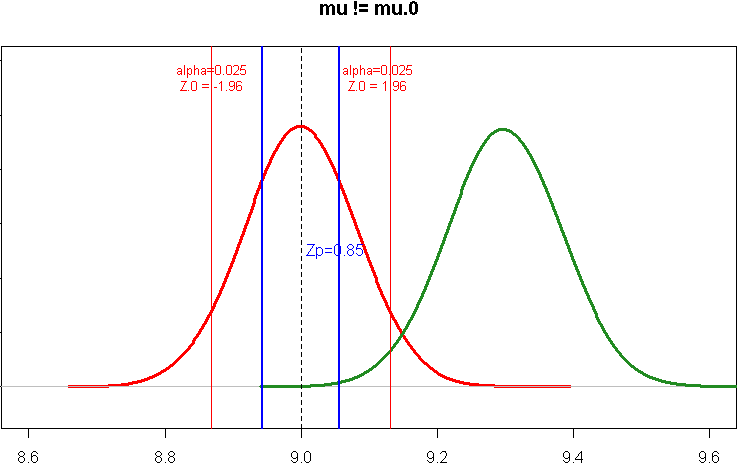 mu != mu.0
alpha=0.025
Z.0 = -1.96
alpha=0.025
Z.0 = 1.96
Zp=0.85
8.6 8.8 9.0 9.2 9.4 9.6